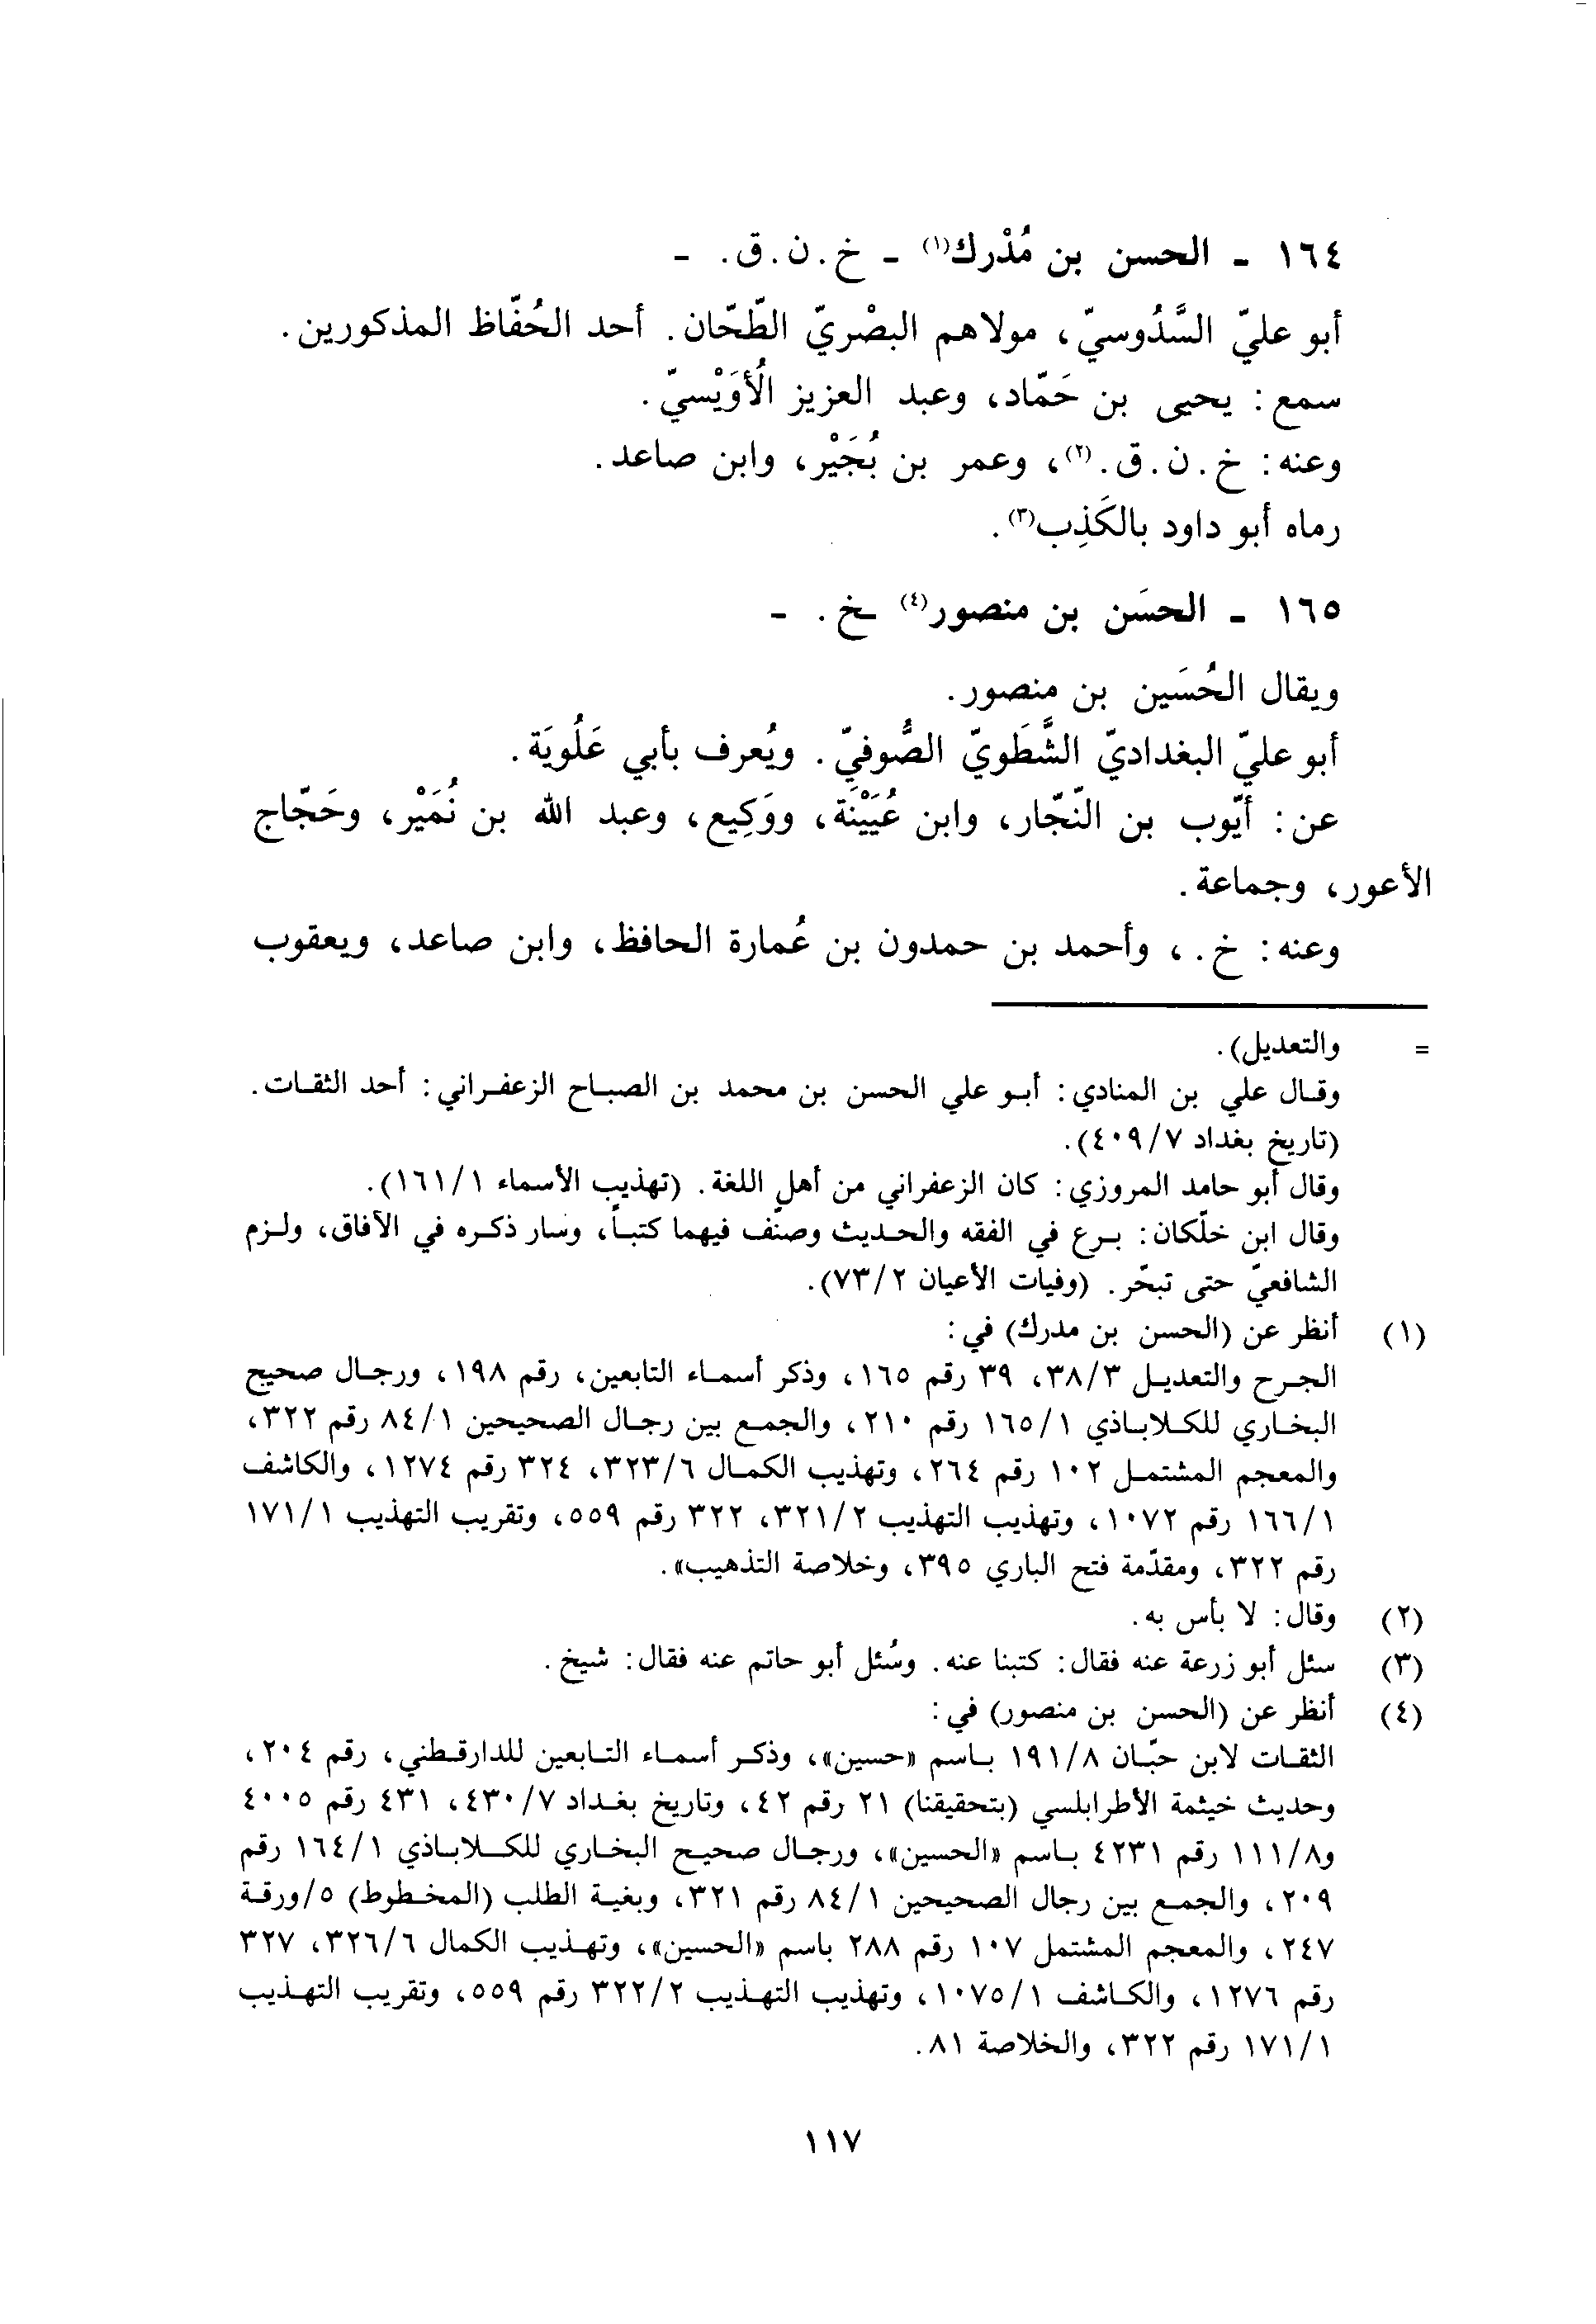 ١٦٤ - الحسن بن مُدْرك(١) - خ.ن.ق. -
أبو عليّ السَّدُوسيّ، مولاهم البصْريّ الطّحّان. أحد الحُفّاظ المذكورين.
سمع: يحيى بن حَمّاد، وعبد العزيز الُأوَيْسيّ.
وعنه: خ.ن.ق.(٢)، وعمر بن بُجَيْر، وابن صاعد.
رماه أبو داود بالكَذِب(٣).
١٦٥ - الحسَن بن منصور(٤) -خ. -
ويقال الحُسَين بن منصور.
أبو عليّ البغداديّ الشَّطَويّ الصُّوفيّ. ويُعرف بأبي عَلُويَة.
عن: أيّوب بن النّجّار، وابن عُيَيْنَة، ووَكِيع، وعبد الله بن نُمَيْر، وحَجّاج
الأعور، وجماعة.
وعنه: خ.، وأحمد بن حمدون بن عُمارة الحافظ، وابن صاعد، ويعقوب
= والتعديل).
وقال علي بن المنادي: أبو علي الحسن بن محمد بن الصباح الزعفراني: أحد الثقات.
(تاريخ بغداد ٤٠٩/٧).
وقال أبو حامد المروزي: كان الزعفراني من أهل اللغة. (تهذيب الأسماء ١٦١/١).
وقال ابن خلّكان: برع في الفقه والحديث وصنّف فيهما كتباً، وسار ذكره في الآفاق، ولزم
الشافعيّ حتى تبحّر. (وفيات الأعيان ٧٣/٢).
(١) أنظر عن (الحسن بن مدرك) في:
الجرح والتعديل ٣٨/٣، ٣٩ رقم ١٦٥، وذكر أسماء التابعين، رقم ١٩٨، ورجال صحيح
البخاري للكلاباذي ١٦٥/١ رقم ٢١٠، والجمع بين رجال الصحيحين ٨٤/١ رقم ٣٢٢،
والمعجم المشتمل ١٠٢ رقم ٢٦٤، وتهذيب الكمال ٣٢٣/٦، ٣٢٤ رقم ١٢٧٤، والكاشف
١٦٦/١ رقم ١٠٧٢، وتهذيب التهذيب ٣٢١/٢، ٣٢٢ رقم ٥٥٩، وتقريب التهذيب ١٧١/١
رقم ٣٢٢، ومقدّمة فتح الباري ٣٩٥، وخلاصة التذهيب».
(٢) وقال: لا بأس به.
(٣) سئل أبو زرعة عنه فقال: كتبنا عنه. وسُئل أبو حاتم عنه فقال: شيخ.
(٤) أنظر عن (الحسن بن منصور) في:
الثقات لابن حبّان ١٩١/٨ باسم «حسين»، وذكر أسماء التابعين للدارقطني، رقم ٢٠٤،
وحديث خيثمة الأطرابلسي (بتحقيقنا) ٢١ رقم ٤٢، وتاريخ بغداد ٤٣٠/٧، ٤٣١ رقم ٤٠٠٥
و١١١/٨ رقم ٤٢٣١ باسم «الحسين»، ورجال صحيح البخاري للكلاباذي ١٦٤/١ رقم
٢٠٩، والجمع بين رجال الصحيحين ٨٤/١ رقم ٣٢١، وبغية الطلب (المخطوط) ٥/ورقة
٢٤٧، والمعجم المشتمل ١٠٧ رقم ٢٨٨ باسم «الحسين»، وتهذيب الكمال ٣٢٦/٦، ٣٢٧
رقم ١٢٧٦، والكاشف ١٠٧٥/١، وتهذيب التهذيب ٣٢٢/٢ رقم ٥٥٩، وتقريب التهذيب
١٧١/١ رقم ٣٢٢، والخلاصة ٨١.
١١٧